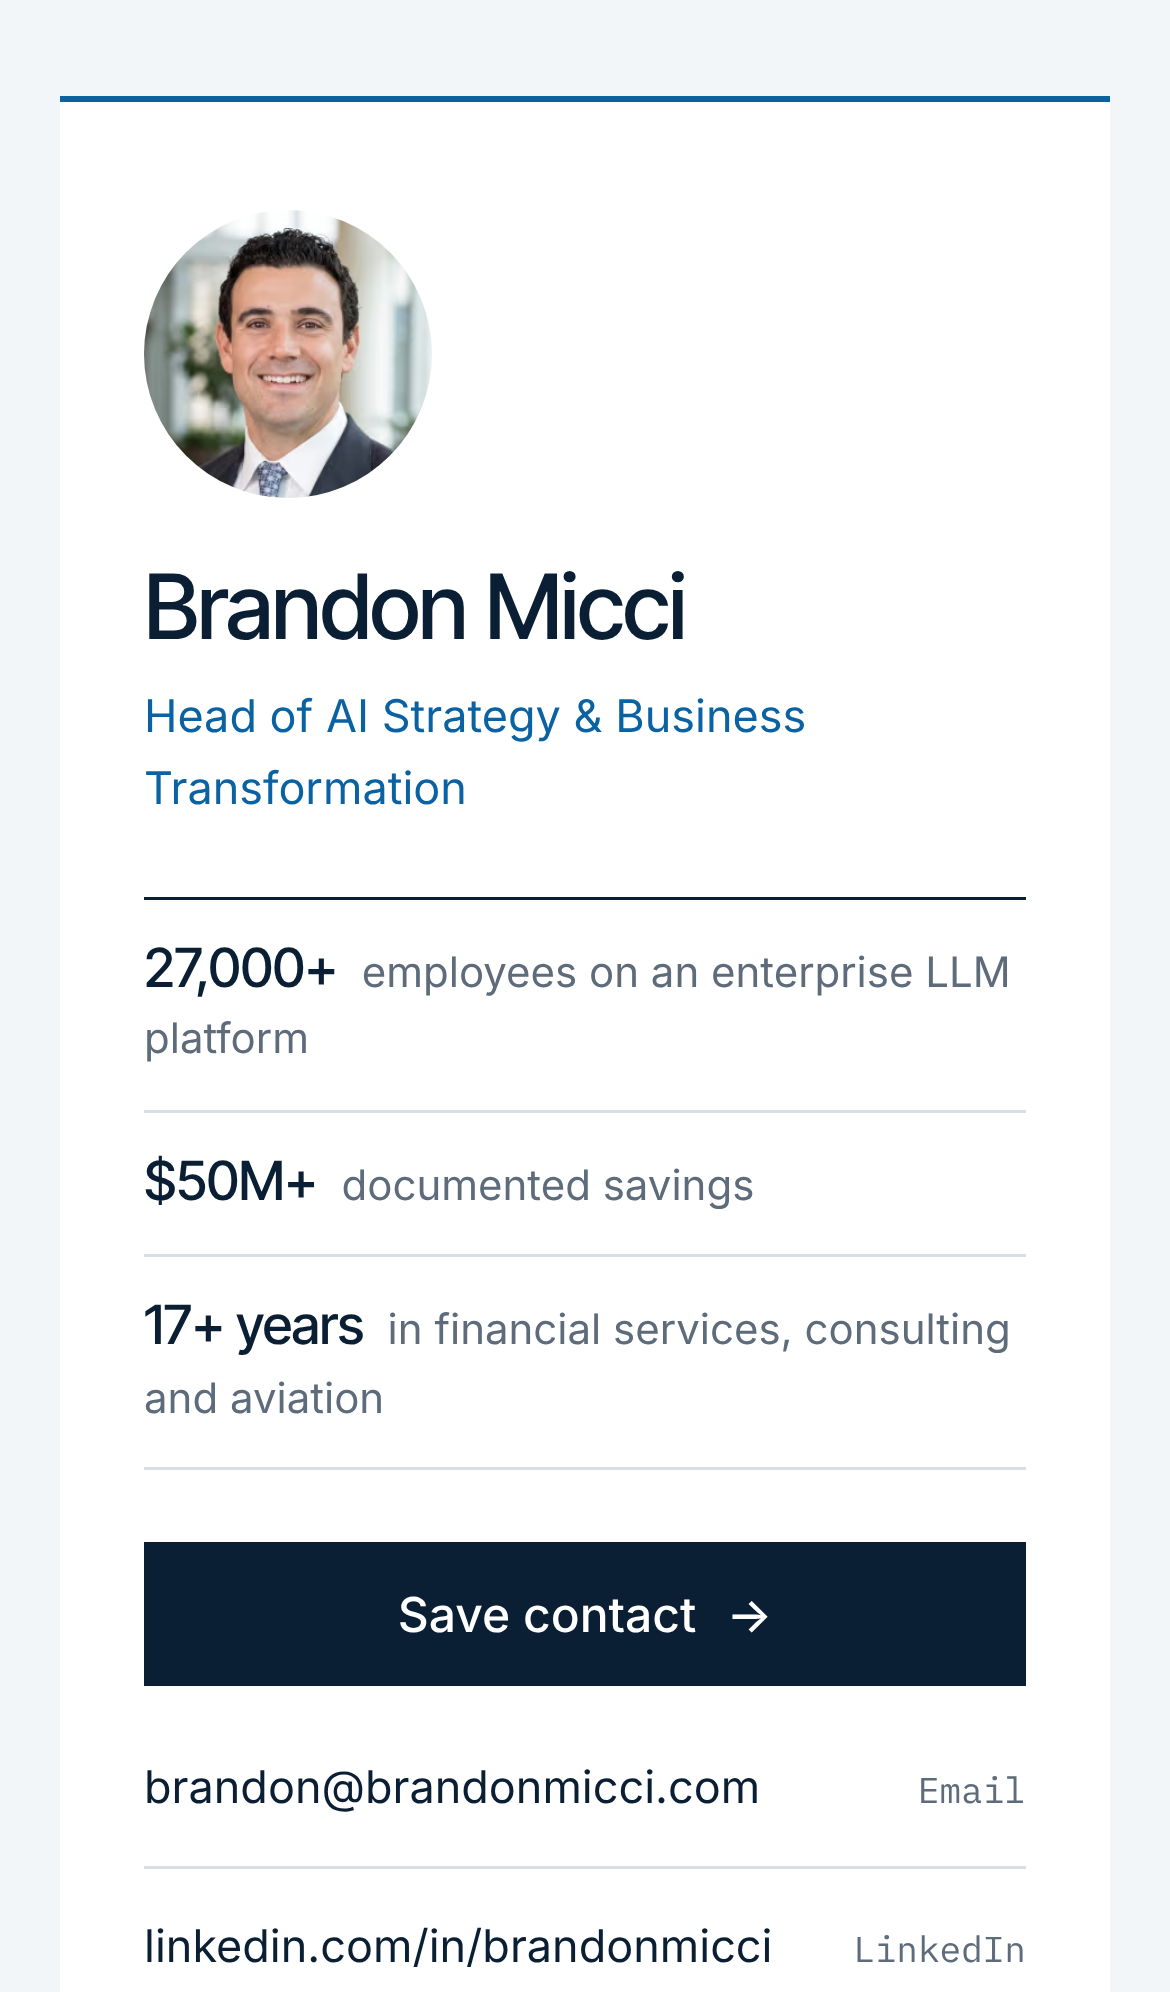 Brandon Micci
Head of AI Strategy & Business
Transformation
27,000+ employees on an enterprise LLM
platform
$50M+ documented savings
17+ years in financial services, consulting
and aviation
Save contact →
brandon@brandonmicci.com Email
linkedin.com/in/brandonmicci LinkedIn